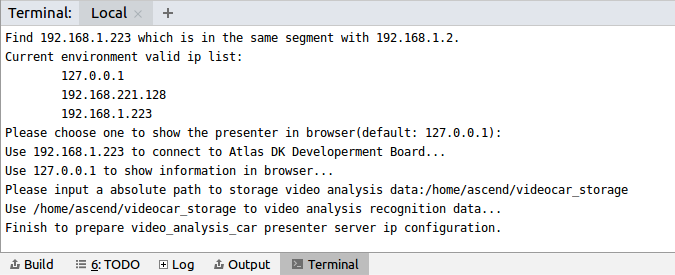 Terminal: Local × +
Find 192.168.1.223 which is in the same segment with 192.168.1.2.
Current environment valid ip list:
127.0.0.1
192.168.221.128
192.168.1.223
Please choose one to show the presenter in browser(default: 127.0.0.1):
Use 192.168.1.223 to connect to Atlas DK Developerment Board...
Use 127.0.0.1 to show information in browser...
Please input a absolute path to storage video analysis data:/home/ascend/videocar_storage
Use /home/ascend/videocar_storage to video analysis recognition data...
Finish to prepare video_analysis_car presenter server ip configuration.
Build 6: TODO Log Output Terminal